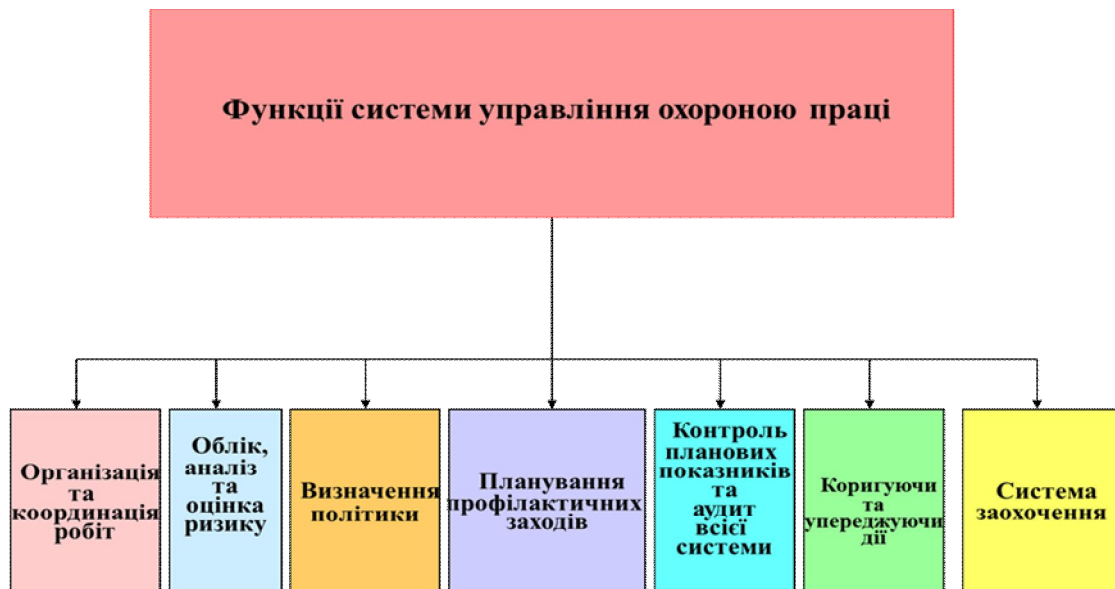 Функції системи управління охороною праці
Організація
та
координація
робіт
Облік,
аналіз
та
оцінка
ризику
Визначення
політики
Планування
профілактичних
заходів
Контроль
планових
показників
та
аудит
всієї
системи
Коригуючи
та
упереджуючи
дії
Система
заохочення